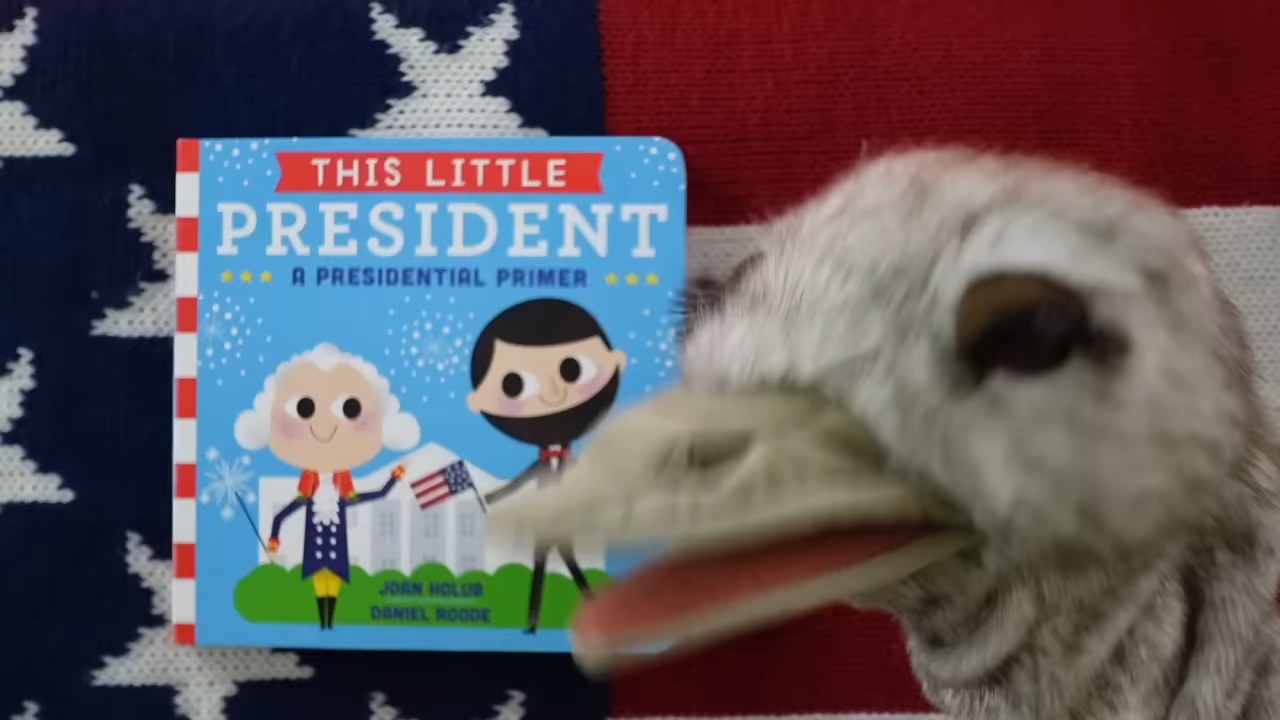 THIS LITTLE
PRESIDENT
A PRESIDENTIAL PRIMER
JOAN HOLUB
DANIEL ROODE